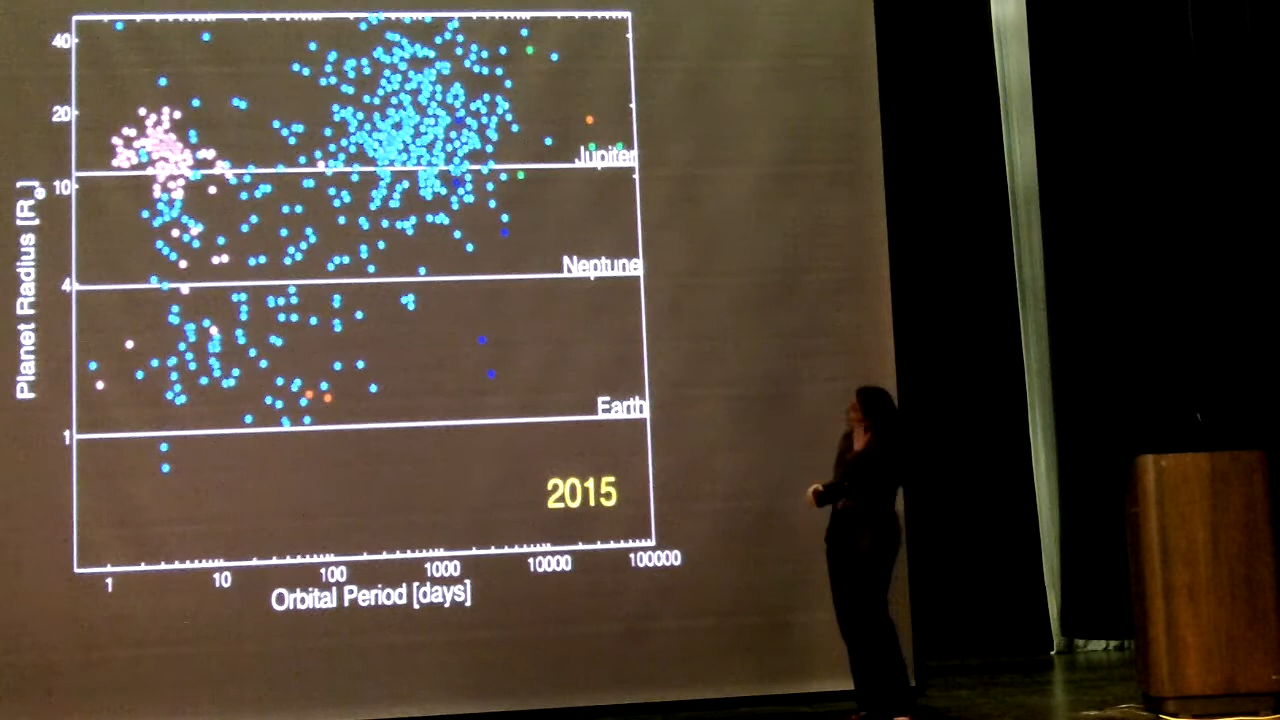 40
20
10
4
1
Planet Radius [R⊕]
Jupiter
Neptune
Earth
2015
1
10
100
1000
10000
100000
Orbital Period [days]